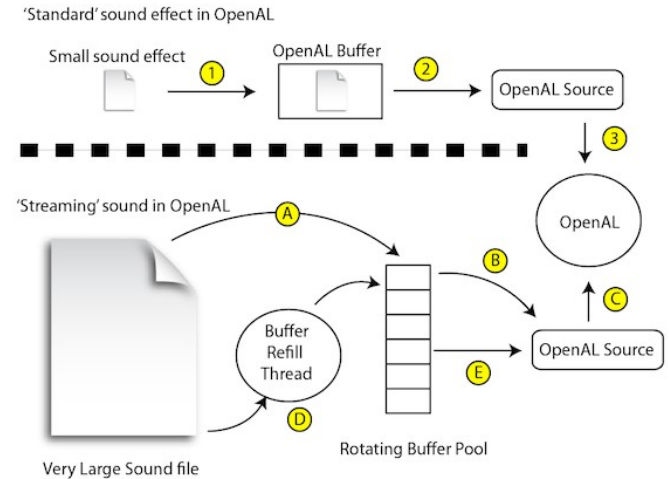 'Standard' sound effect in OpenAL
Small sound effect
1
OpenAL Buffer
2
OpenAL Source
3
OpenAL
'Streaming' sound in OpenAL
A
B
C
OpenAL Source
E
Buffer
Refill
Thread
D
Rotating Buffer Pool
Very Large Sound file